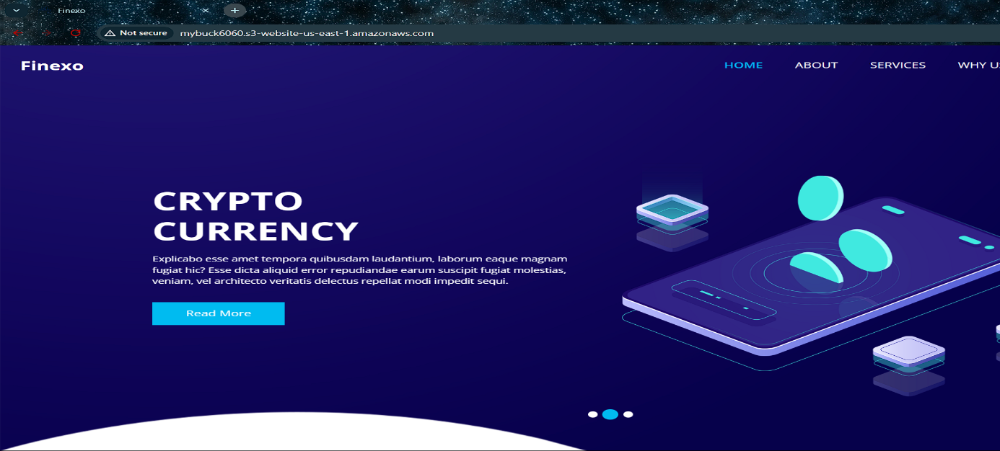 Finexo
Not secure
mybuck6060.s3-website-us-east-1.amazonaws.com
Finexo
HOME
ABOUT
SERVICES
WHY US
CRYPTO
CURRENCY
Explicabo esse amet tempora quibusdam laudantium, laborum eaque magnam
fugiat hic? Esse dicta aliquid error repudiandae earum suscipit fugiat molestias,
veniam, vel architecto veritatis delectus repellat modi impedit sequi.
Read More